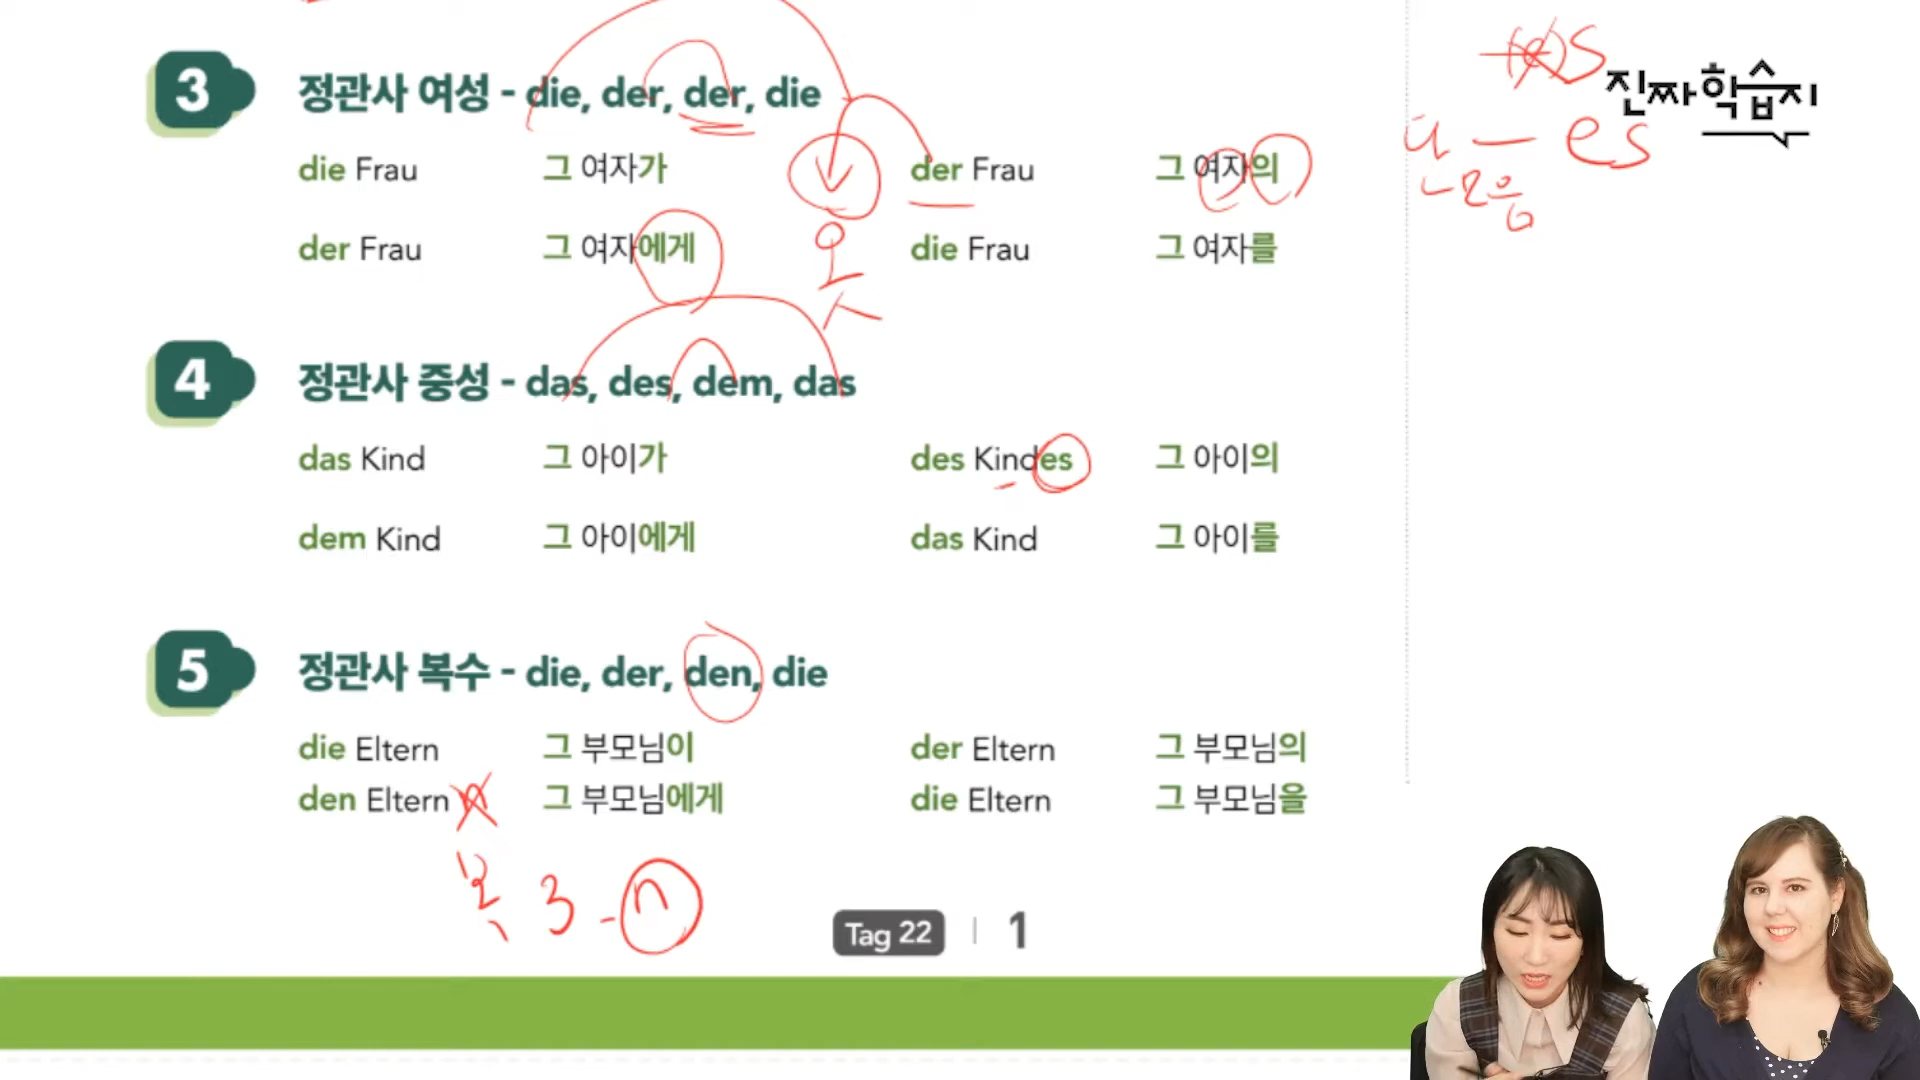 3 정관사 여성 - die, der, der, die
die Frau 그 여자가 der Frau 그 여자의
der Frau 그 여자에게 die Frau 그 여자를
오
ㅅ
4 정관사 중성 - das, des, dem, das
das Kind 그 아이가 des Kindes 그 아이의
dem Kind 그 아이에게 das Kind 그 아이를
5 정관사 복수 - die, der, den, die
die Eltern 그 부모님이 der Eltern 그 부모님의
den Eltern n 그 부모님에게 die Eltern 그 부모님을
복 3 -n
Tag 22 | 1
(e)s
진짜학습지
단 - es
모음